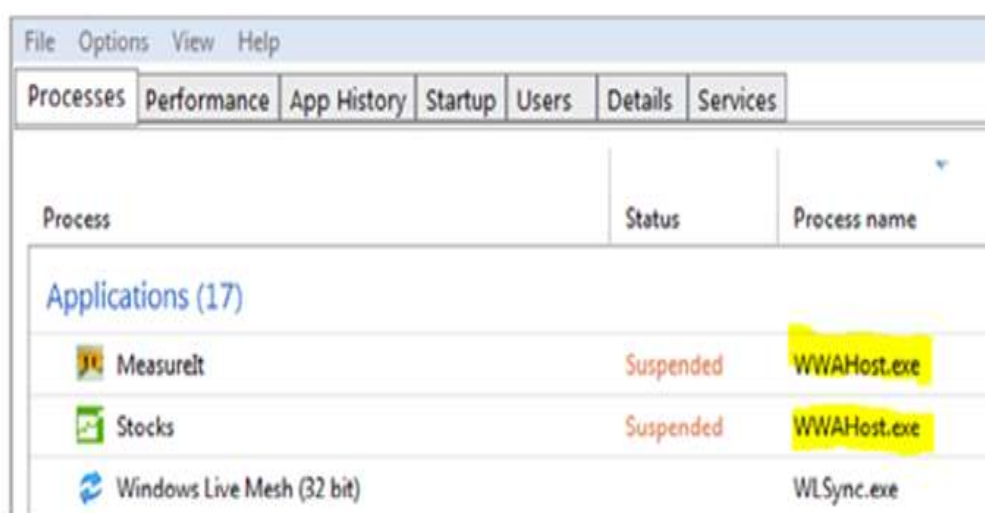 File Options View Help
Processes Performance App History Startup Users Details Services
Process Status Process name
Applications (17)
MeasureIt Suspended WWAHost.exe
Stocks Suspended WWAHost.exe
Windows Live Mesh (32 bit) WLSync.exe